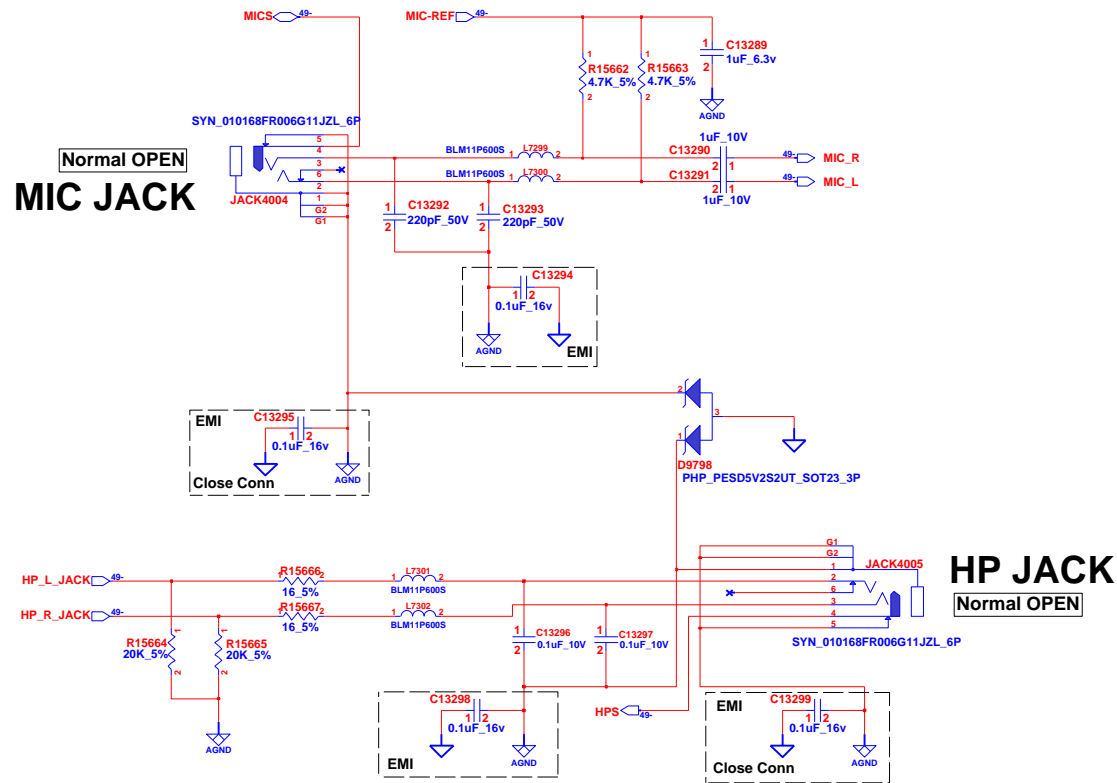 MICS 49-
MIC-REF 49-
1 C13289
2 1uF_6.3v
AGND
1 R15662
4.7K_5%
2
1 R15663
4.7K_5%
2
SYN_010168FR006G11JZL_6P
Normal OPEN
MIC JACK
JACK4004
5
4
3
6
2
1
G2
G1
BLM11P600S 1 L7299 2
BLM11P600S 1 L7300 2
1uF_10V
C13290 2 1
C13291 2 1
1uF_10V
49- MIC_R
49- MIC_L
1 C13292
2 220pF_50V
1 C13293
2 220pF_50V
C13294
1 2
0.1uF_16v
AGND
EMI
EMI
C13295
1 2
0.1uF_16v
AGND
Close Conn
2
3
1
D9798
PHP_PESD5V2S2UT_SOT23_3P
HP_L_JACK 49-
HP_R_JACK 49-
1 R15666 2
16_5%
1 R15667 2
16_5%
1 L7301 2
BLM11P600S
1 L7302 2
BLM11P600S
1
R15664
20K_5%
2
1
R15665
20K_5%
2
AGND
1 C13296
2 0.1uF_10V
1 C13297
2 0.1uF_10V
G1
G2
1
2
6
3
4
5
JACK4005
HP JACK
Normal OPEN
SYN_010168FR006G11JZL_6P
C13298
1 2
0.1uF_16v
AGND
EMI
HPS 49-
EMI
C13299
1 2
0.1uF_16v
AGND
Close Conn